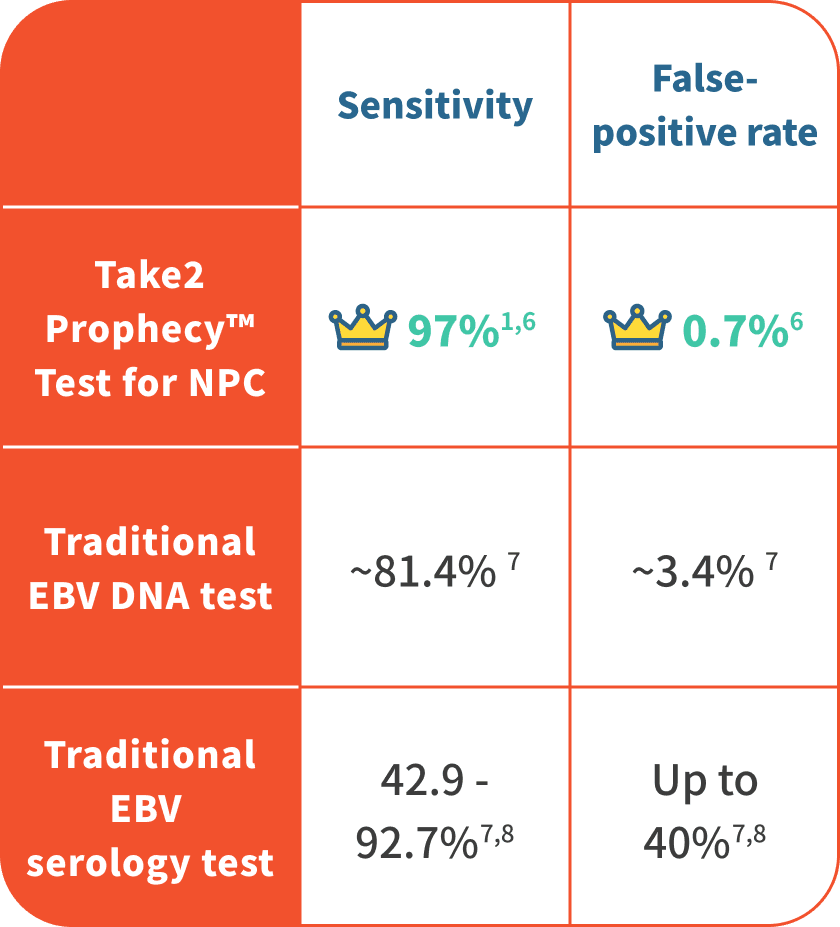 Sensitivity
False-
positive rate
Take2
Prophecy™
Test for NPC
97%1,6
0.7%6
Traditional
EBV DNA test
~81.4% 7
~3.4% 7
Traditional
EBV
serology test
42.9 -
92.7%7,8
Up to
40%7,8